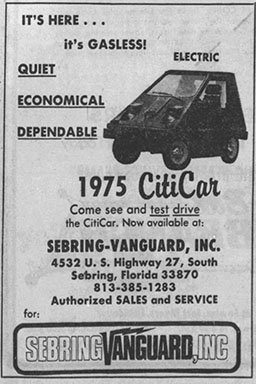 IT'S HERE . . .
it's GASLESS!
ELECTRIC
QUIET
ECONOMICAL
DEPENDABLE
1975 CitiCar
Come see and test drive
the CitiCar. Now available at:
SEBRING-VANGUARD, INC.
4532 U. S. Highway 27, South
Sebring, Florida 33870
813-385-1283
Authorized SALES and SERVICE
for:
SEBRING VANGUARD, INC